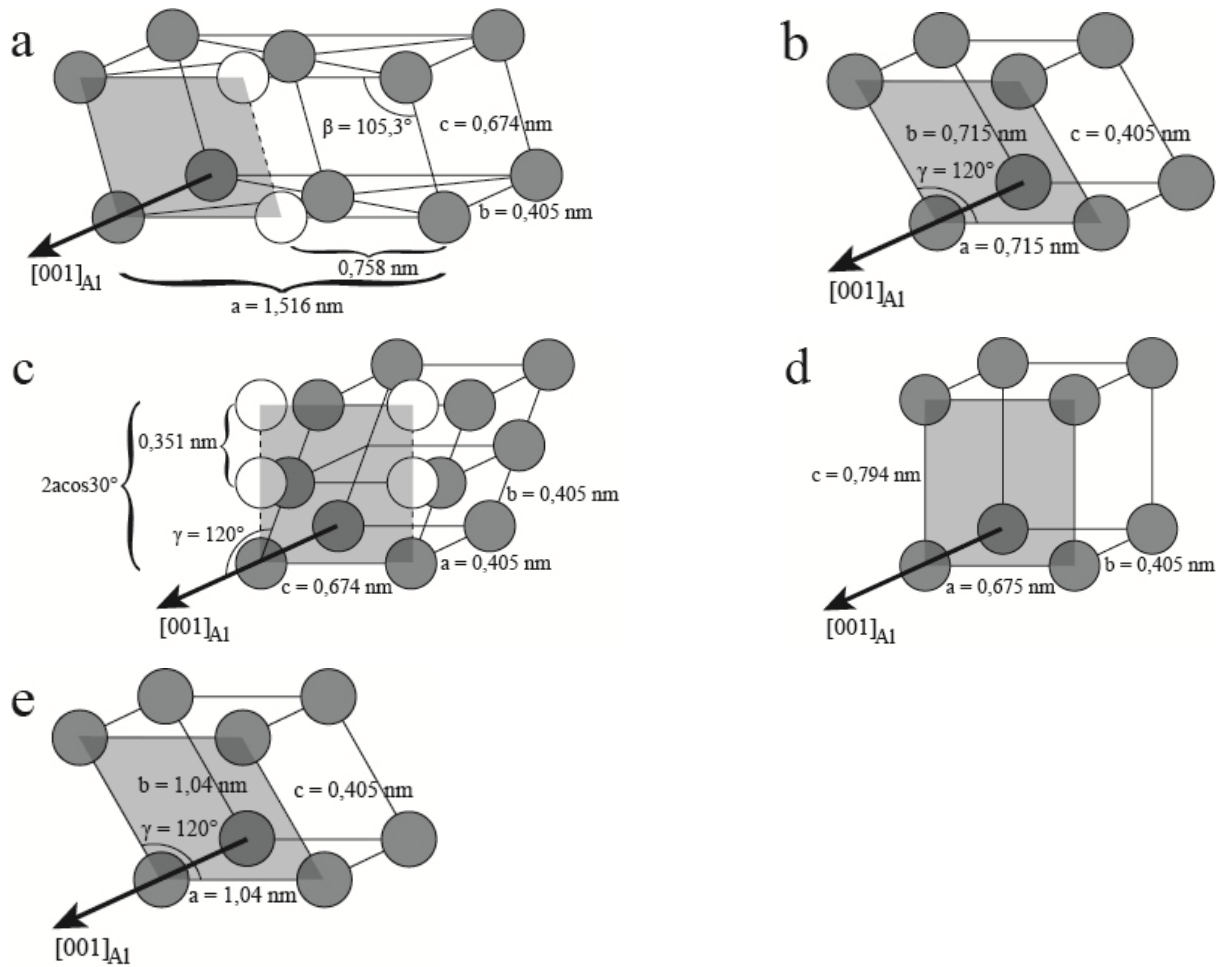 a
β = 105,3°
c = 0,674 nm
b = 0,405 nm
0,758 nm
a = 1,516 nm
[001]Al
b
b = 0,715 nm
c = 0,405 nm
γ = 120°
a = 0,715 nm
[001]Al
c
0,351 nm
2acos30°
b = 0,405 nm
γ = 120°
a = 0,405 nm
c = 0,674 nm
[001]Al
d
c = 0,794 nm
b = 0,405 nm
a = 0,675 nm
[001]Al
e
b = 1,04 nm
c = 0,405 nm
γ = 120°
a = 1,04 nm
[001]Al